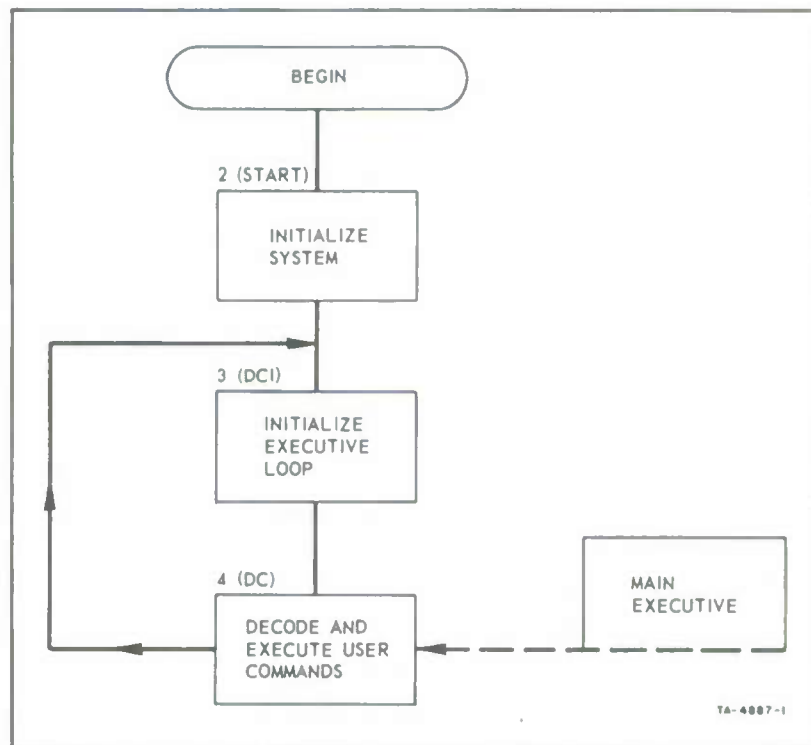 BEGIN
2 (START)
INITIALIZE
SYSTEM
3 (DCI)
INITIALIZE
EXECUTIVE
LOOP
4 (DC)
DECODE AND
EXECUTE USER
COMMANDS
MAIN
EXECUTIVE
TA-4887-1